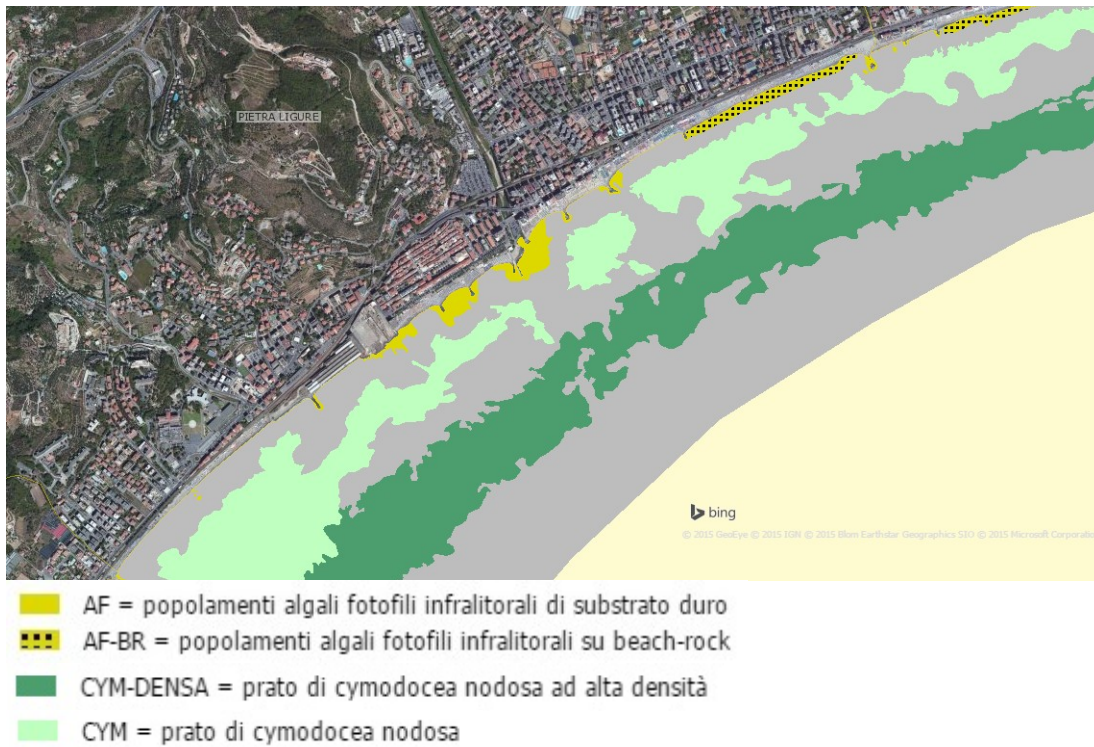 PIETRA LIGURE
bing
© 2015 GeoEye © 2015 IGN © 2015 Blom Earthstar Geographics SIO © 2015 Microsoft Corporatio
AF = popolamenti algali fotofili infralitorali di substrato duro
AF-BR = popolamenti algali fotofili infralitorali su beach-rock
CYM-DENSA = prato di cymodocea nodosa ad alta densità
CYM = prato di cymodocea nodosa